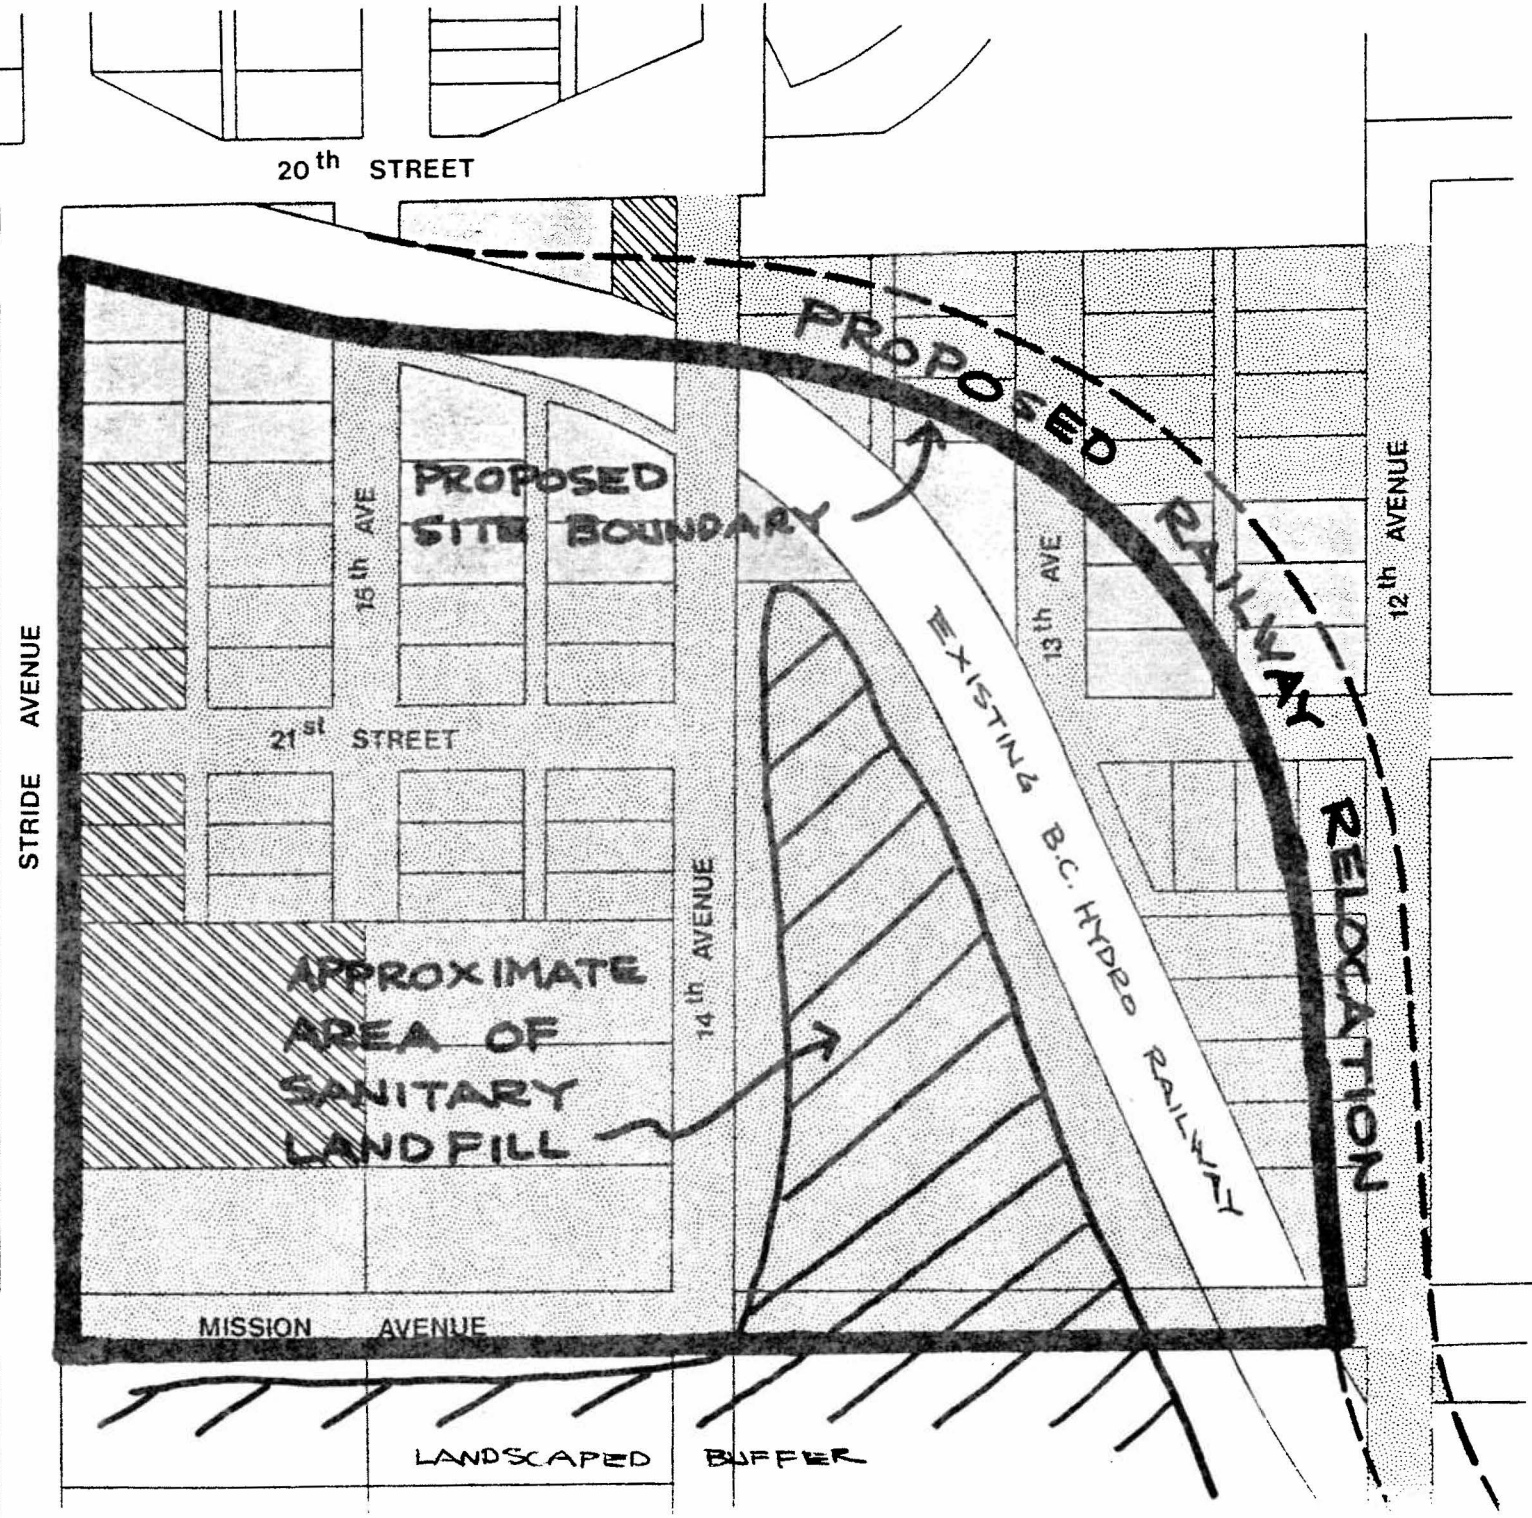 20th STREET
PROPOSED RAILWAY RELOCATION
PROPOSED
SITE BOUNDARY
15th AVE
13th AVE
12th AVENUE
STRIDE AVENUE
EXISTING B.C. HYDRO RAILWAY
21st STREET
14th AVENUE
APPROXIMATE
AREA OF
SANITARY
LANDFILL
MISSION AVENUE
LANDSCAPED BUFFER